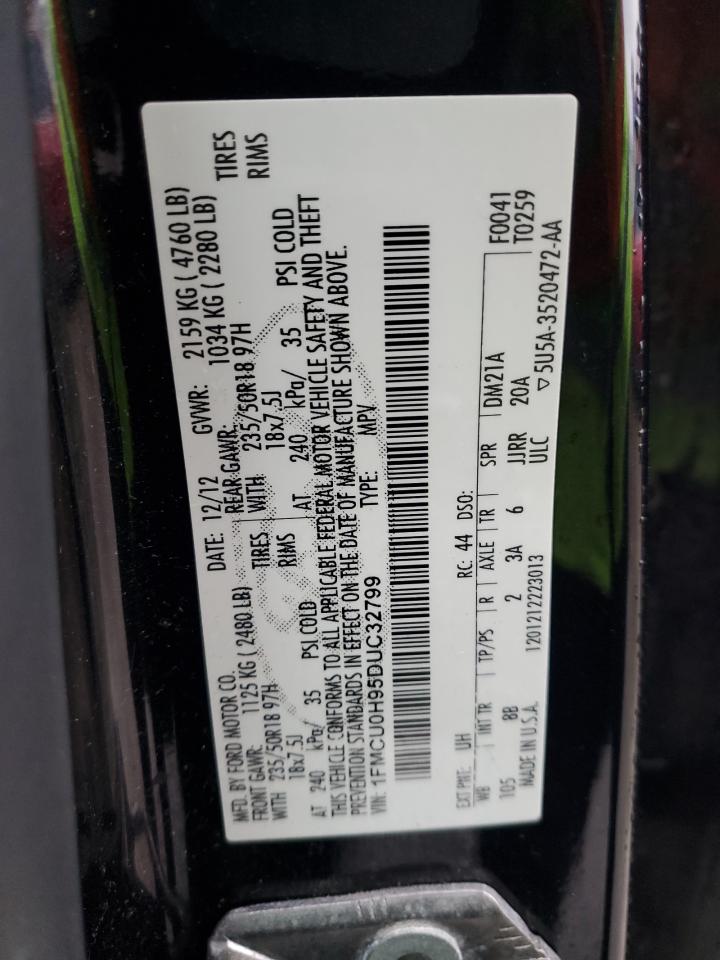 MFD. BY FORD MOTOR CO.
DATE: 12/12 GVWR: 2159 KG ( 4760 LB)
FRONT GAWR: 1125 KG ( 2480 LB) REAR GAWR: 1034 KG ( 2280 LB)
WITH 235/50R18 97H TIRES WITH 235/50R18 97H TIRES
18x7.5J RIMS 18x7.5J RIMS
AT 240 kPa/ 35 PSI COLD AT 240 kPa/ 35 PSI COLD
THIS VEHICLE CONFORMS TO ALL APPLICABLE FEDERAL MOTOR VEHICLE SAFETY AND THEFT
PREVENTION STANDARDS IN EFFECT ON THE DATE OF MANUFACTURE SHOWN ABOVE.
VIN: 1FMCU0H95DUC32799 TYPE: MPV
EXT PNT: UH RC: 44 DSO:
WB INT TR TP/PS R AXLE TR SPR DM21A F0041
105 8B 2 3A 6 JJRR 20A T0259
MADE IN U.S.A. 1201212223013 ULC ▽5U5A-3520472-AA